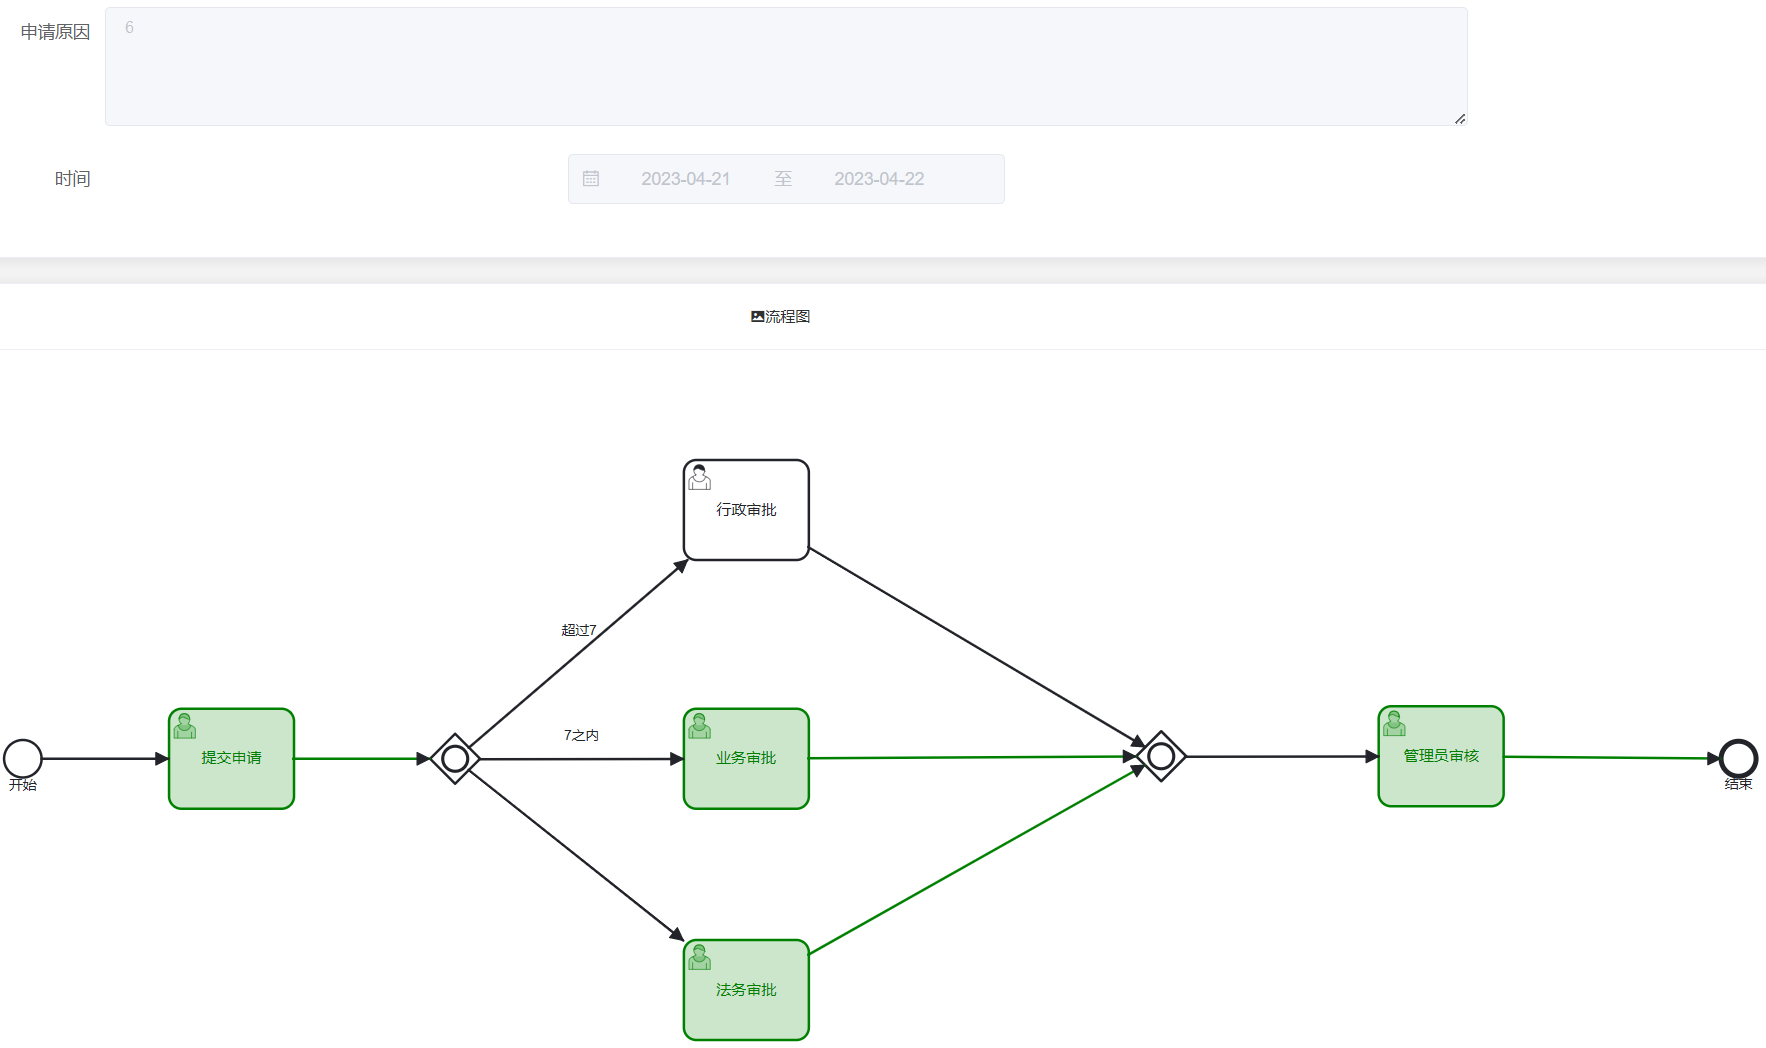 申请原因
6
时间
2023-04-21 至 2023-04-22
流程图
行政审批
超过7
7之内
开始
提交申请
业务审批
管理员审核
结束
法务审批